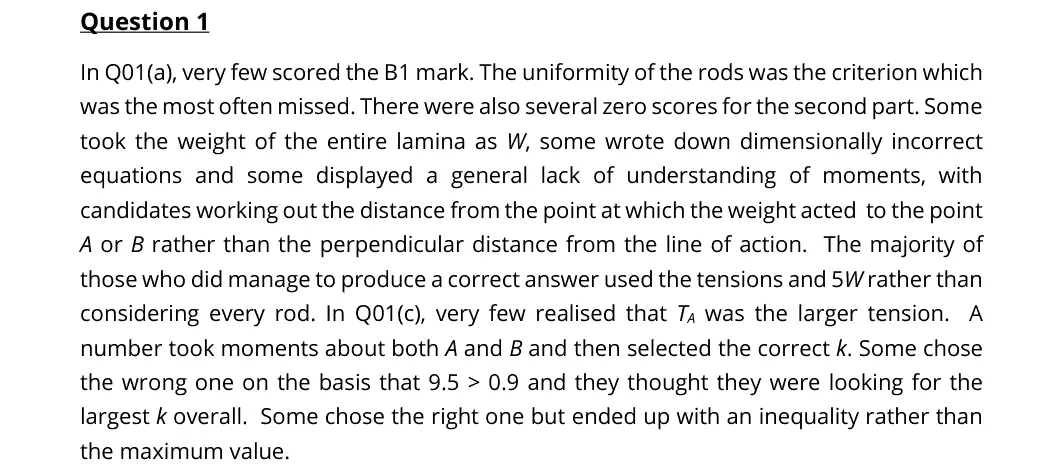 Question 1
In Q01(a), very few scored the B1 mark. The uniformity of the rods was the criterion which
was the most often missed. There were also several zero scores for the second part. Some
took the weight of the entire lamina as W, some wrote down dimensionally incorrect
equations and some displayed a general lack of understanding of moments, with
candidates working out the distance from the point at which the weight acted to the point
A or B rather than the perpendicular distance from the line of action. The majority of
those who did manage to produce a correct answer used the tensions and 5W rather than
considering every rod. In Q01(c), very few realised that TA was the larger tension. A
number took moments about both A and B and then selected the correct k. Some chose
the wrong one on the basis that 9.5 > 0.9 and they thought they were looking for the
largest k overall. Some chose the right one but ended up with an inequality rather than
the maximum value.